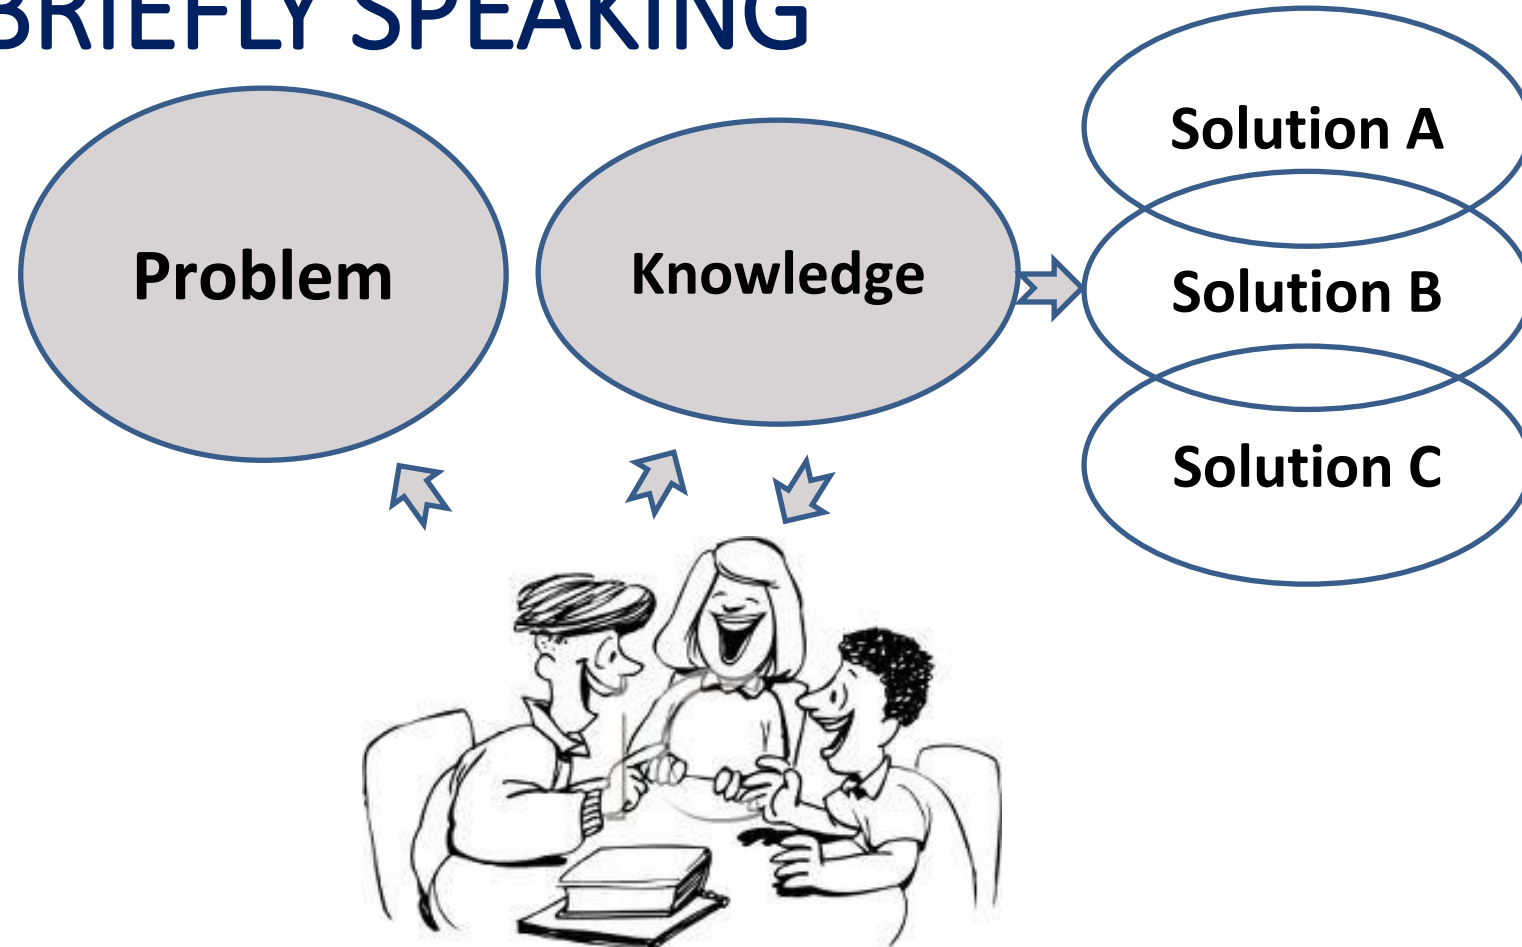 BRIEFLY SPEAKING
Problem
Knowledge
Solution A
Solution B
Solution C